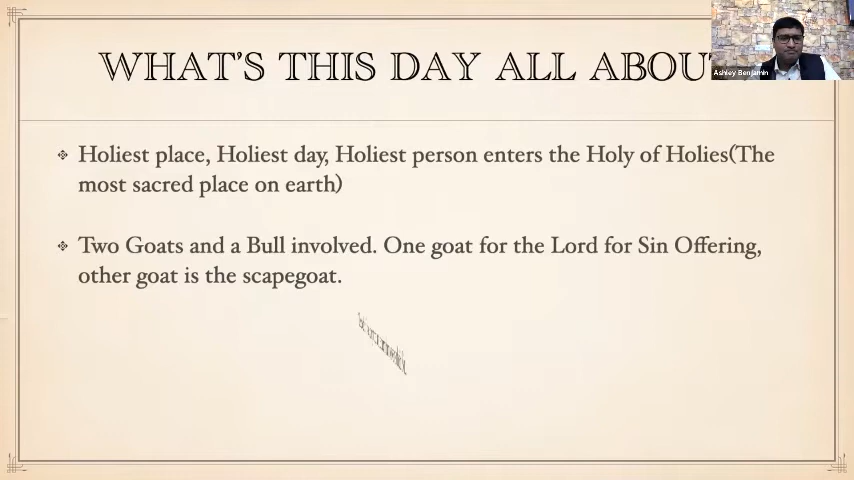 WHAT'S THIS DAY ALL ABOU
Ashley Benjamin
Holiest place, Holiest day, Holiest person enters the Holy of Holies(The
most sacred place on earth)
Two Goats and a Bull involved. One goat for the Lord for Sin Offering,
other goat is the scapegoat.